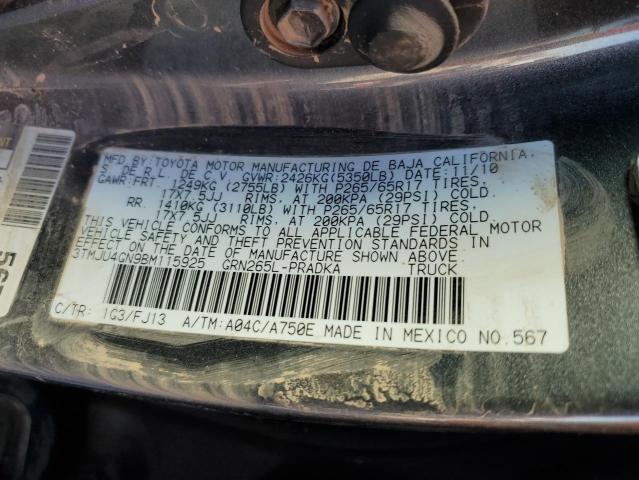 MFD.BY:TOYOTA MOTOR MANUFACTURING DE BAJA CALIFORNIA.
S. DE R.L. DE C.V. GVWR:2426KG(5350LB) DATE:11/10
GAWR:FRT. 1249KG (2755LB) WITH P265/65R17 TIRES.
17X7.5JJ RIMS. AT 200KPA (29PSI) COLD.
RR. 1410KG (3110LB) WITH P265/65R17 TIRES.
17X7.5JJ RIMS. AT 200KPA (29PSI) COLD.
THIS VEHICLE CONFORMS TO ALL APPLICABLE FEDERAL MOTOR
VEHICLE SAFETY AND THEFT PREVENTION STANDARDS IN
EFFECT ON THE DATE OF MANUFACTURE SHOWN ABOVE.
3TMJU4GN9BM115925 GRN265L-PRADKA TRUCK
C/TR: 1G3/FJ13 A/TM:A04C/A750E MADE IN MEXICO NO.567